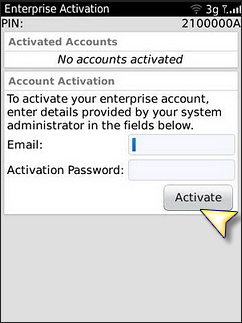 Enterprise Activation 3g
PIN: 2100000A
Activated Accounts
No accounts activated
Account Activation
To activate your enterprise account,
enter details provided by your system
administrator in the fields below.
Email:
Activation Password:
Activate